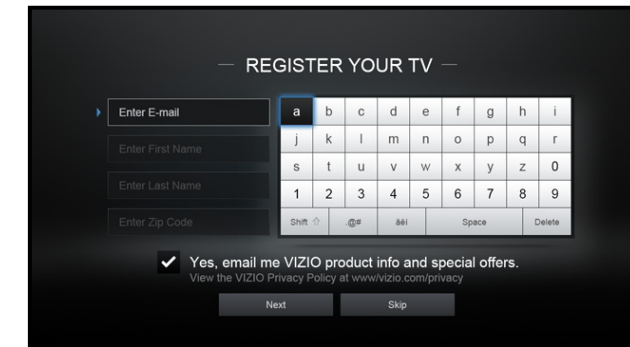 REGISTER YOUR TV
Enter E-mail
Enter First Name
Enter Last Name
Enter Zip Code
a b c d e f g h i
j k l m n o p q r
s t u v w x y z 0
1 2 3 4 5 6 7 8 9
Shift .@# äêí Space Delete
Yes, email me VIZIO product info and special offers.
View the VIZIO Privacy Policy at www/vizio.com/privacy
Next Skip